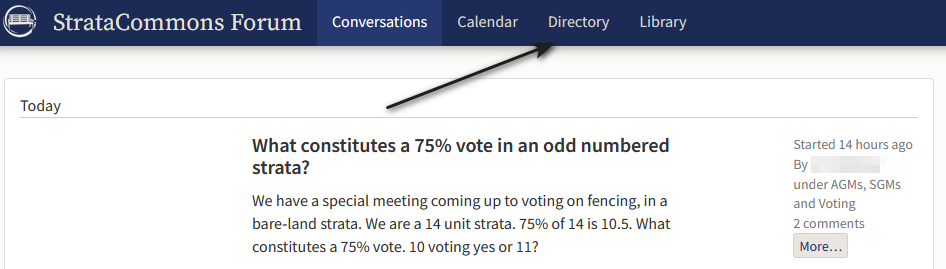 StrataCommons Forum Conversations Calendar Directory Library
Today
What constitutes a 75% vote in an odd numbered
strata?
We have a special meeting coming up to voting on fencing, in a
bare-land strata. We are a 14 unit strata. 75% of 14 is 10.5. What
constitutes a 75% vote. 10 voting yes or 11?
Started 14 hours ago
By
under AGMs, SGMs
and Voting
2 comments
More...